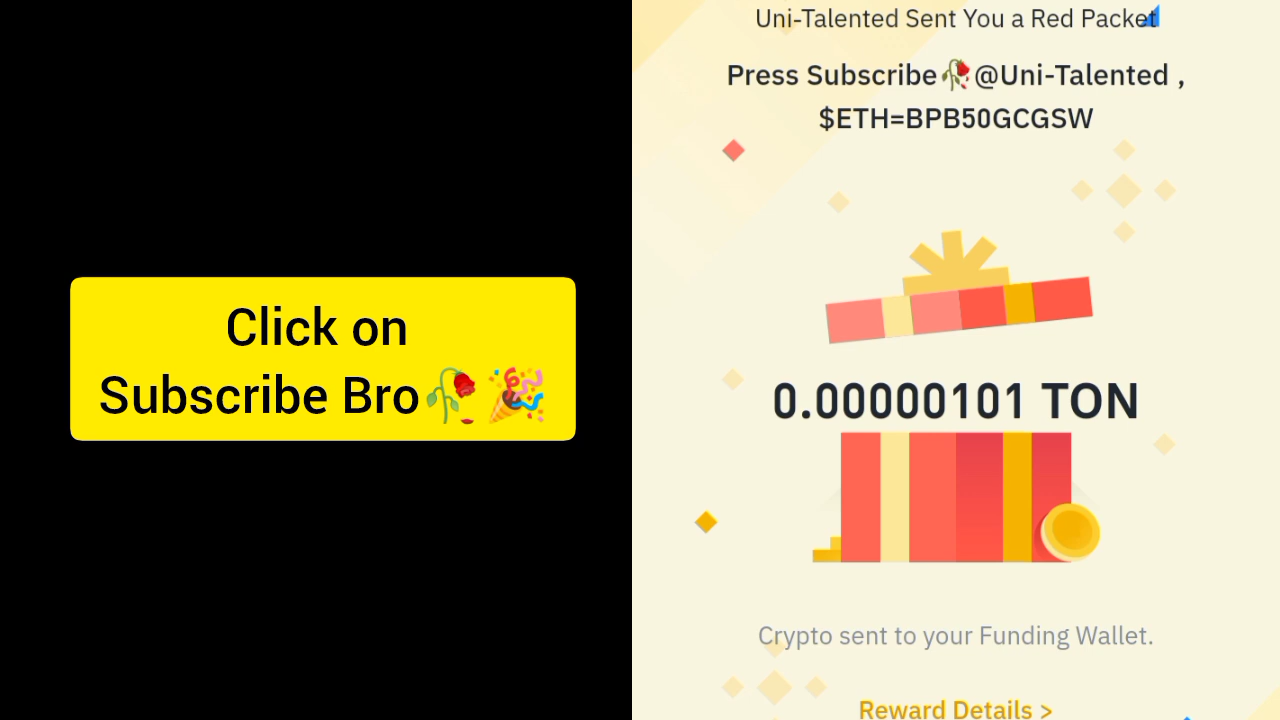 Click on
Subscribe Bro🥀🎉
Uni-Talented Sent You a Red Packet
Press Subscribe🥀@Uni-Talented ,
$ETH=BPB50GCGSW
0.00000101 TON
Crypto sent to your Funding Wallet.
Reward Details >